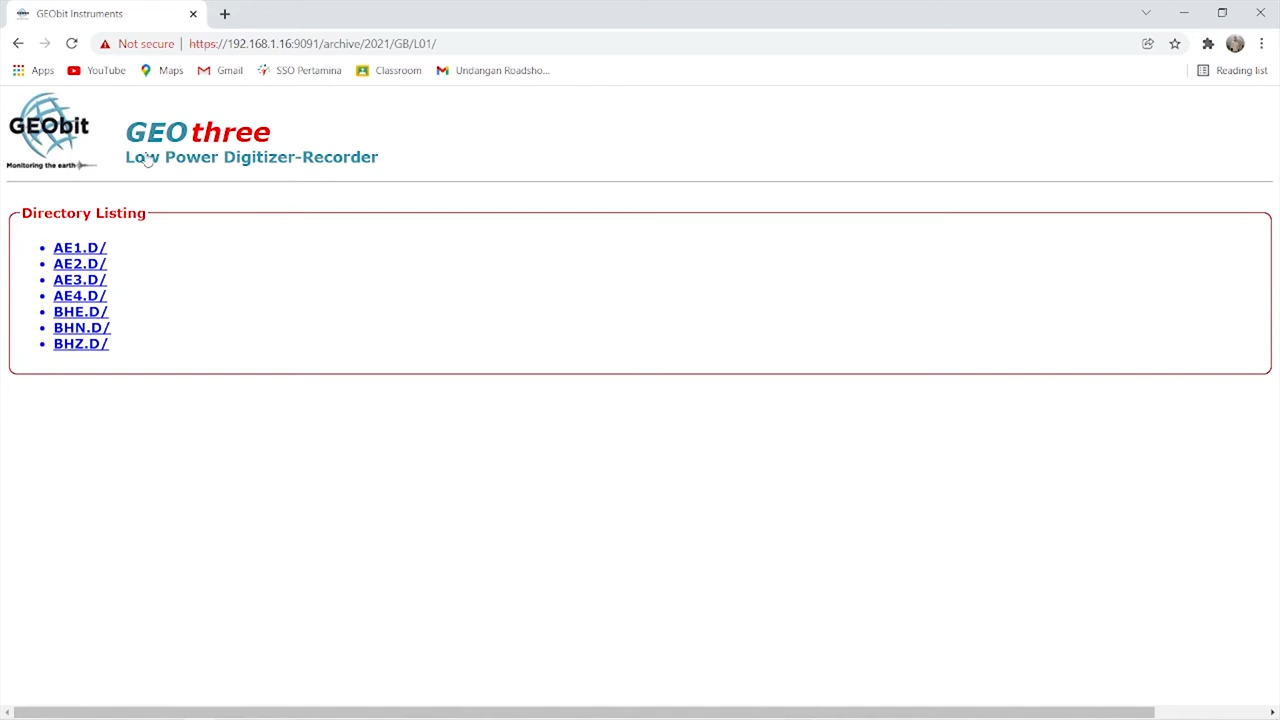 GEObit Instruments
Not secure | https://192.168.1.16:9091/archive/2021/GB/L01/
Apps YouTube Maps Gmail SSO Pertamina Classroom Undangan Roadsho... Reading list
GEObit
Monitoring the earth
GEOthree
Low Power Digitizer-Recorder
Directory Listing
• AE1.D/
• AE2.D/
• AE3.D/
• AE4.D/
• BHE.D/
• BHN.D/
• BHZ.D/